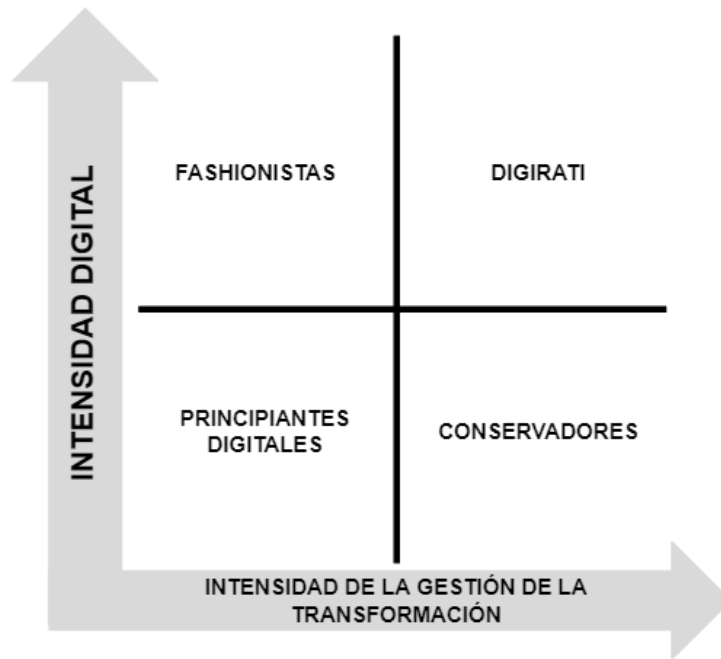 FASHIONISTAS
DIGIRATI
INTENSIDAD DIGITAL
PRINCIPIANTES
DIGITALES
CONSERVADORES
INTENSIDAD DE LA GESTIÓN DE LA
TRANSFORMACIÓN